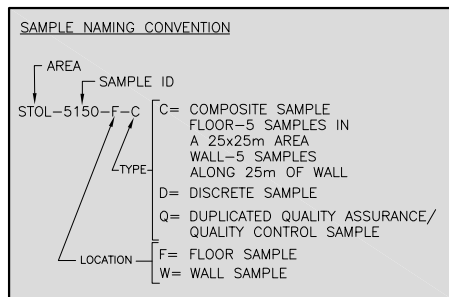 SAMPLE NAMING CONVENTION
AREA
SAMPLE ID
STOL-5150-F-C
C= COMPOSITE SAMPLE
FLOOR-5 SAMPLES IN
A 25x25m AREA
WALL-5 SAMPLES
ALONG 25m OF WALL
TYPE
D= DISCRETE SAMPLE
Q= DUPLICATED QUALITY ASSURANCE/
QUALITY CONTROL SAMPLE
LOCATION
F= FLOOR SAMPLE
W= WALL SAMPLE